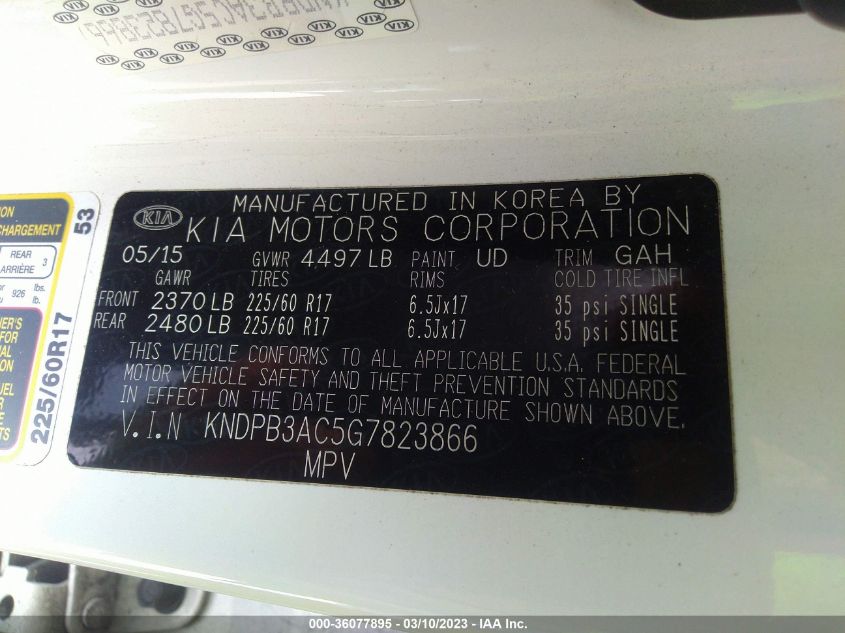 KIA
MANUFACTURED IN KOREA BY
KIA MOTORS CORPORATION
05/15 GVWR 4497 LB PAINT UD TRIM GAH
GAWR TIRES RIMS COLD TIRE INFL
FRONT 2370 LB 225/60 R17 6.5Jx17 35 psi SINGLE
REAR 2480 LB 225/60 R17 6.5Jx17 35 psi SINGLE
THIS VEHICLE CONFORMS TO ALL APPLICABLE U.S.A. FEDERAL
MOTOR VEHICLE SAFETY AND THEFT PREVENTION STANDARDS
IN EFFECT ON THE DATE OF MANUFACTURE SHOWN ABOVE.
V.I.N KNDPB3AC5G7823866
MPV
CHARGEMENT
REAR
ARRIÈRE 3
926 lbs.
53
225/60R17
000-36077895 - 03/10/2023 - IAA Inc.